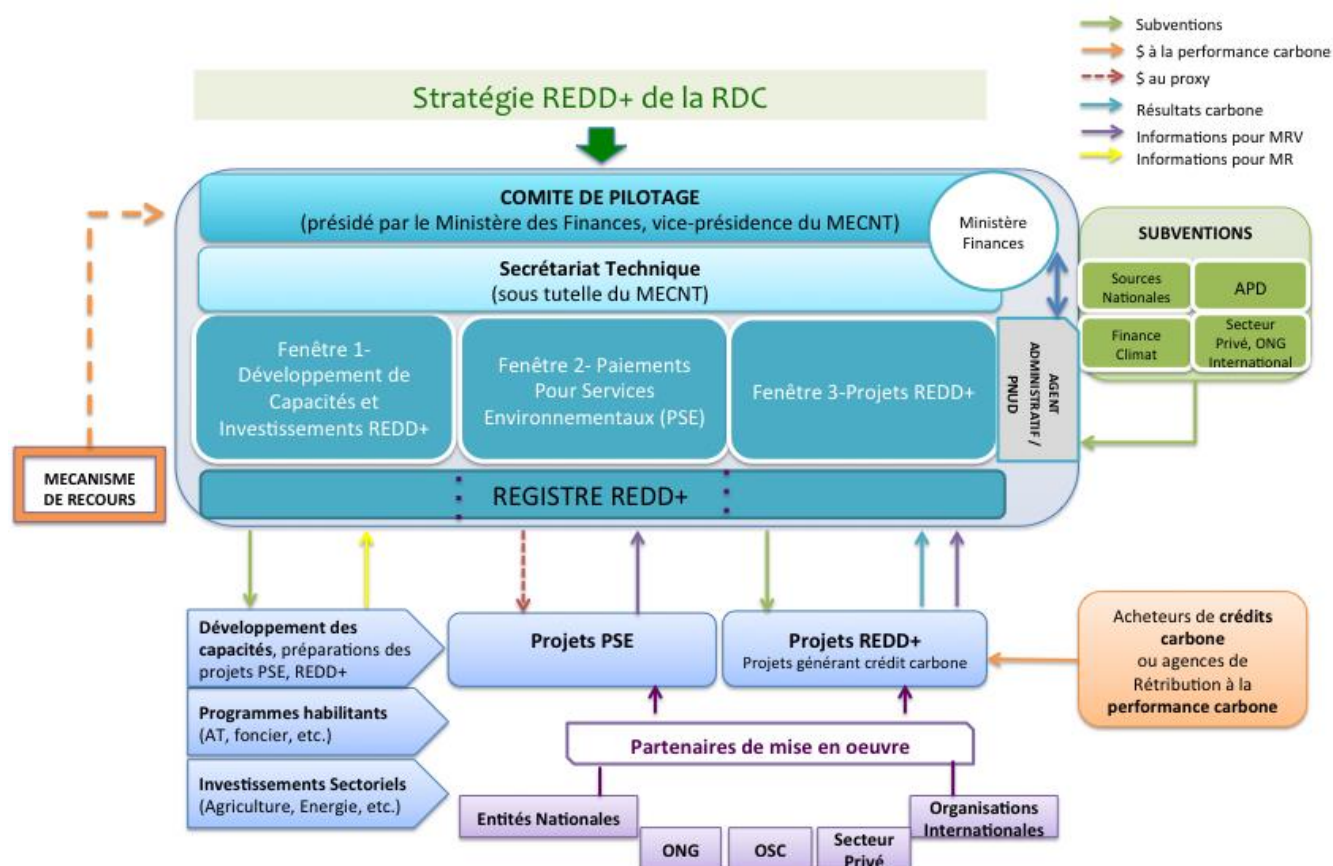 Subventions
$ à la performance carbone
$ au proxy
Résultats carbone
Informations pour MRV
Informations pour MR
Stratégie REDD+ de la RDC
COMITE DE PILOTAGE
(présidé par le Ministère des Finances, vice-présidence du MECNT)
Ministère
Finances
Secrétariat Technique
(sous tutelle du MECNT)
SUBVENTIONS
Sources
Nationales
APD
Finance
Climat
Secteur
Privé, ONG
International
Fenêtre 1-
Développement de
Capacités et
Investissements REDD+
Fenêtre 2- Paiements
Pour Services
Environnementaux (PSE)
Fenêtre 3-Projets REDD+
AGENT
ADMINISTRATIF /
PNUD
MECANISME
DE RECOURS
REGISTRE REDD+
Développement des
capacités, préparations des
projets PSE, REDD+
Projets PSE
Projets REDD+
Projets générant crédit carbone
Acheteurs de crédits
carbone
ou agences de
Rétribution à la
performance carbone
Programmes habilitants
(AT, foncier, etc.)
Partenaires de mise en oeuvre
Investissements Sectoriels
(Agriculture, Energie, etc.)
Entités Nationales
ONG
OSC
Secteur
Privé
Organisations
Internationales